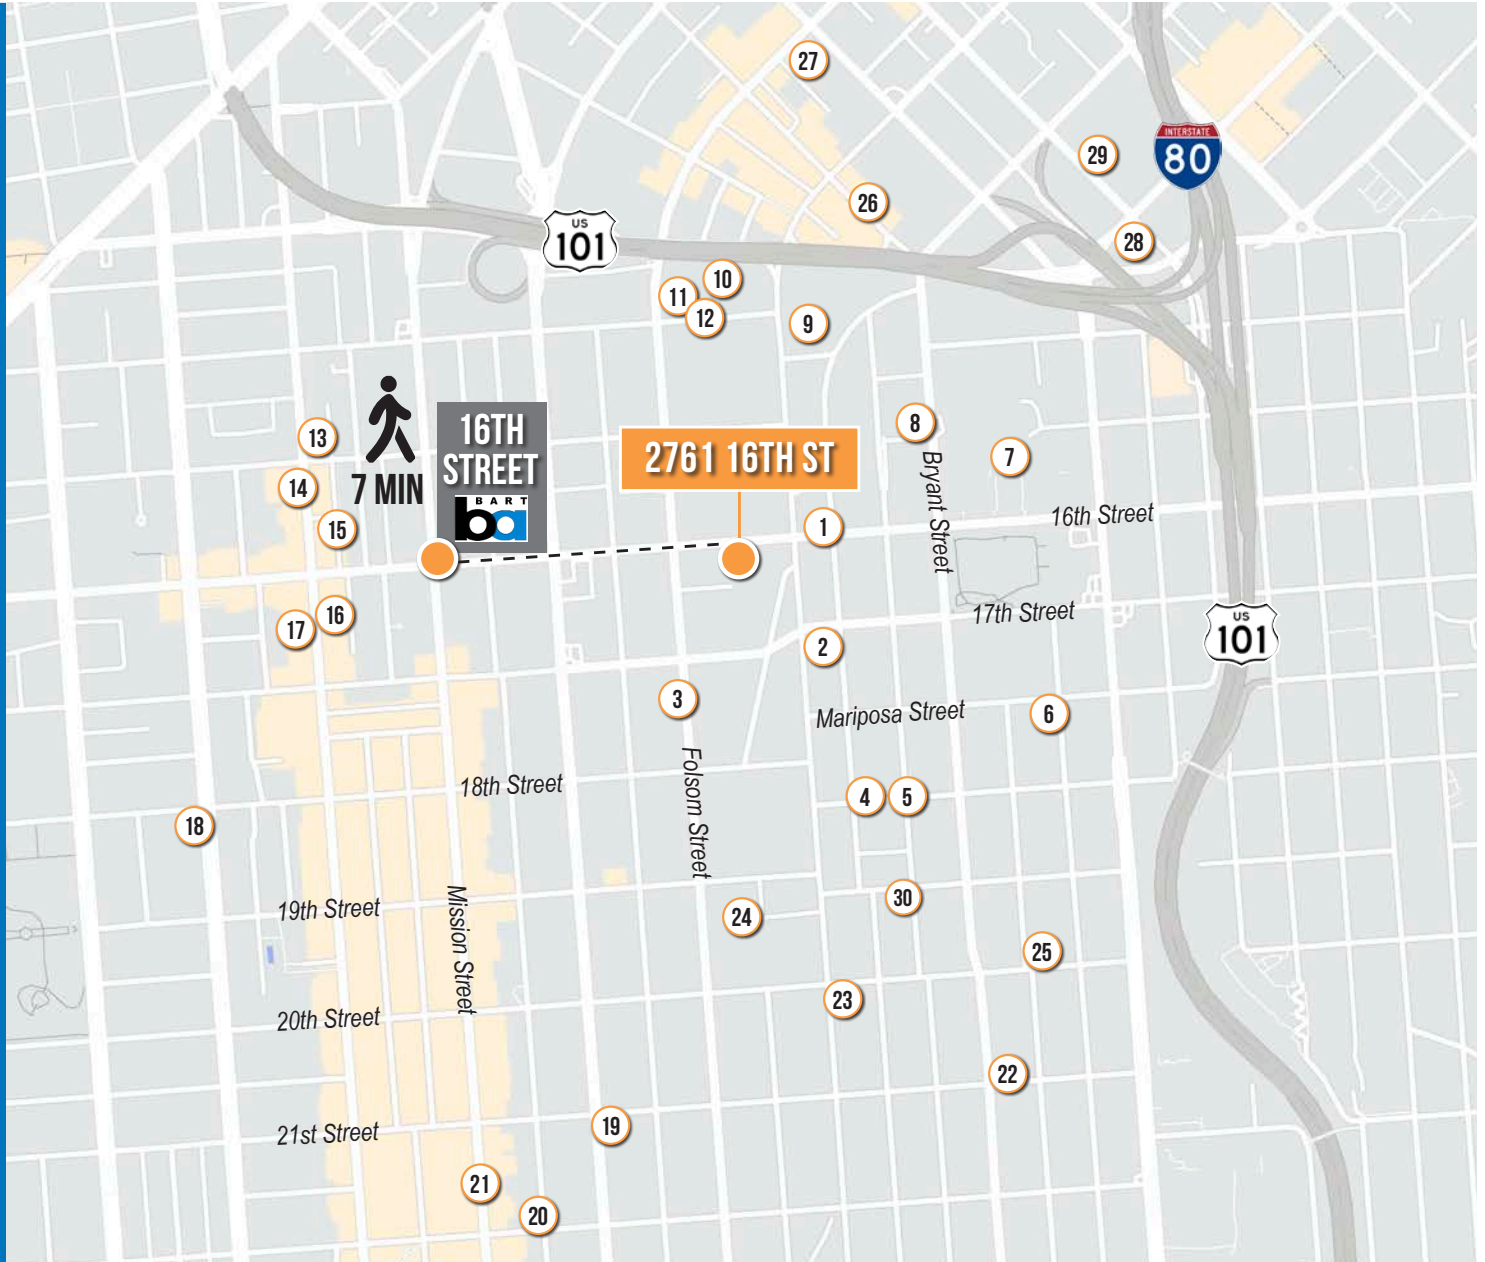 27
INTERSTATE
80
29
26
US
101
28
10
11
12
9
16TH
STREET
BART
ba
7 MIN
2761 16TH ST
13
14
15
8
7
Bryant Street
1
16th Street
16
17
17th Street
US
101
2
3
Mariposa Street
6
18th Street
Folsom Street
4
5
18
30
19th Street
Mission Street
24
25
20th Street
23
22
21st Street
19
21
20